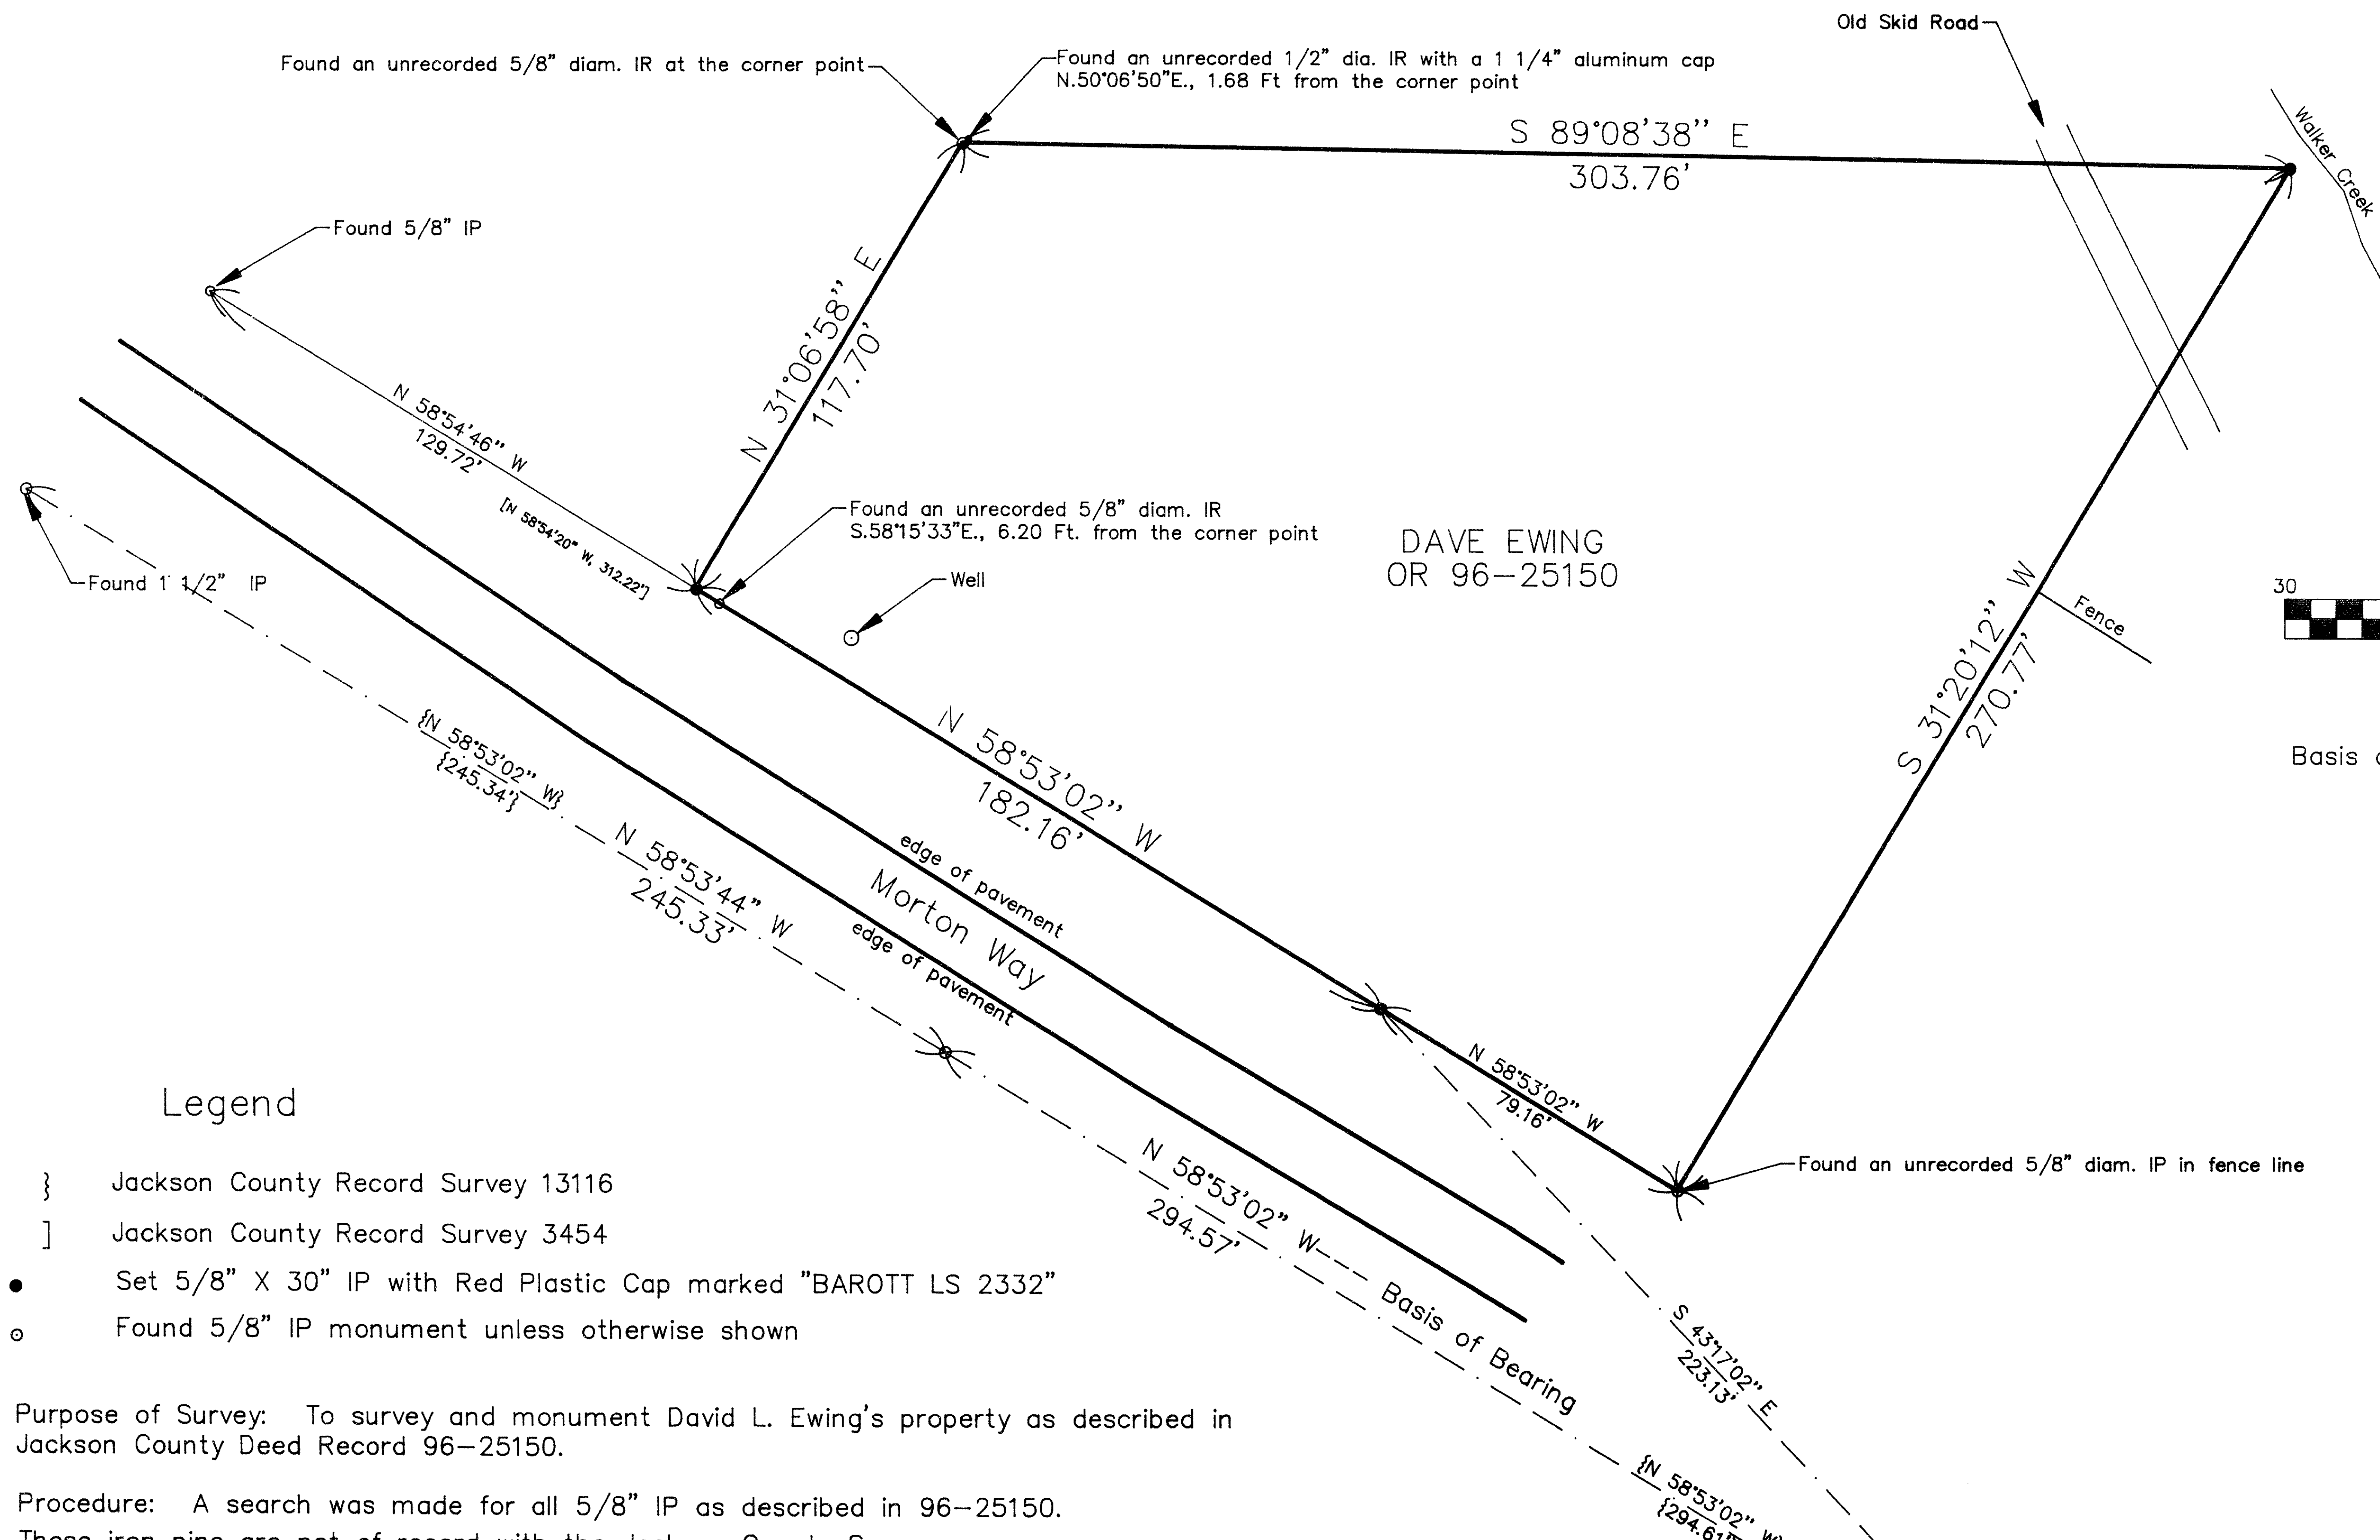 Old Skid Road
Found an unrecorded 5/8" diam. IR at the corner point
Found an unrecorded 1/2" dia. IR with a 1 1/4" aluminum cap
N.50°06'50"E., 1.68 Ft from the corner point
S 89°08'38" E
303.76'
Walker Creek
Found 5/8" IP
N 31°06'58" E
117.70'
N 58°54'46" W
129.72'
[N 58°54'20" W, 312.22']
Found an unrecorded 5/8" diam. IR
S.58°15'33"E., 6.20 Ft. from the corner point
Well
DAVE EWING
OR 96-25150
Found 1 1/2" IP
30
Fence
S 31°20'12" W
270.77'
Basis
{N 58°53'02" W}
{245.34'}
N 58°53'02" W
182.16'
N 58°53'44" W
245.33'
edge of pavement
Morton Way
edge of pavement
N 58°53'02" W
79.16'
Found an unrecorded 5/8" diam. IP in fence line
N 58°53'02" W---- Basis of Bearing
294.57'
S 43°17'02" E
223.13'
{N 58°53'02" W}
{294.61'}
Legend
} Jackson County Record Survey 13116
] Jackson County Record Survey 3454
● Set 5/8" X 30" IP with Red Plastic Cap marked "BAROTT LS 2332"
⊙ Found 5/8" IP monument unless otherwise shown
Purpose of Survey: To survey and monument David L. Ewing's property as described in
Jackson County Deed Record 96-25150.
Procedure: A search was made for all 5/8" IP as described in 96-25150.